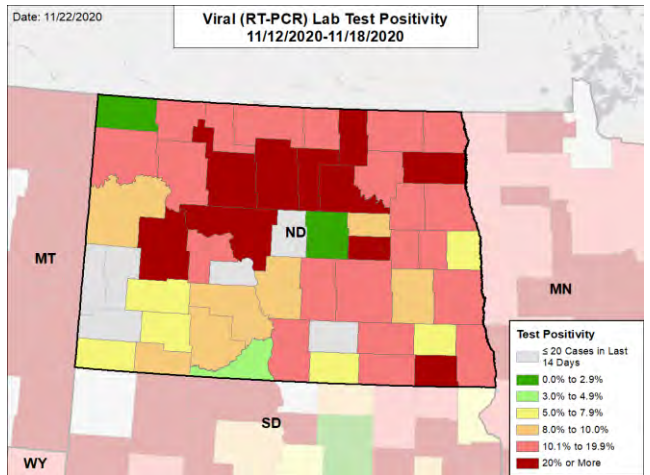 Date: 11/22/2020
Viral (RT-PCR) Lab Test Positivity
11/12/2020-11/18/2020
ND
MT
MN
SD
WY
Test Positivity
≤ 20 Cases in Last
14 Days
0.0% to 2.9%
3.0% to 4.9%
5.0% to 7.9%
8.0% to 10.0%
10.1% to 19.9%
20% or More